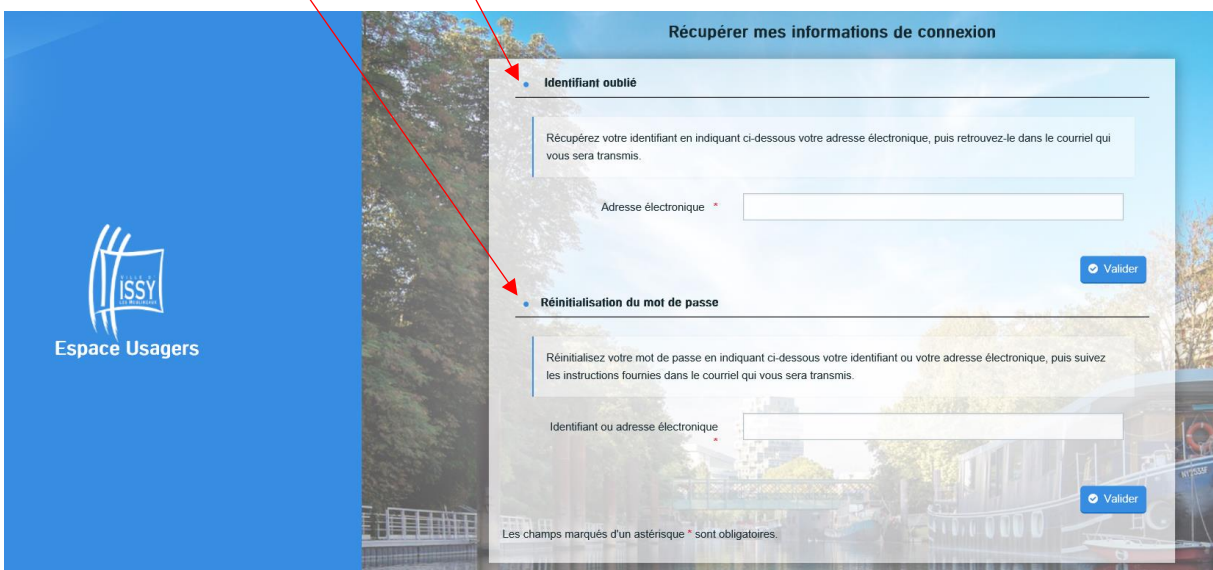 Récupérer mes informations de connexion
Identifiant oublié
Récupérez votre identifiant en indiquant ci-dessous votre adresse électronique, puis retrouvez-le dans le courriel qui
vous sera transmis.
Adresse électronique *
Valider
Réinitialisation du mot de passe
VILLE D'
ISSY
LES MOULINEAUX
Espace Usagers
Réinitialisez votre mot de passe en indiquant ci-dessous votre identifiant ou votre adresse électronique, puis suivez
les instructions fournies dans le courriel qui vous sera transmis.
Identifiant ou adresse électronique
*
Valider
Les champs marqués d'un astérisque * sont obligatoires.